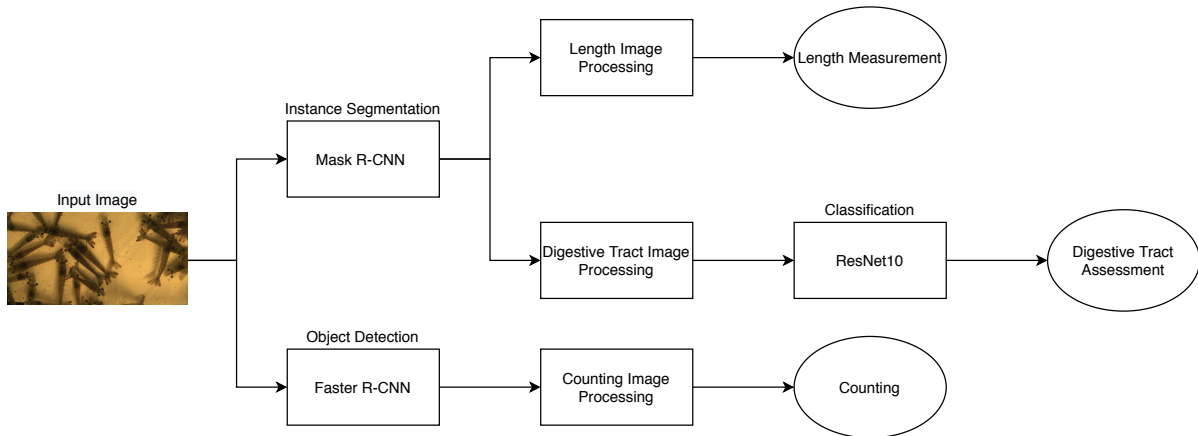 Input Image
Instance Segmentation
Mask R-CNN
Length Image
Processing
Length Measurement
Digestive Tract Image
Processing
Classification
ResNet10
Digestive Tract
Assessment
Object Detection
Faster R-CNN
Counting Image
Processing
Counting